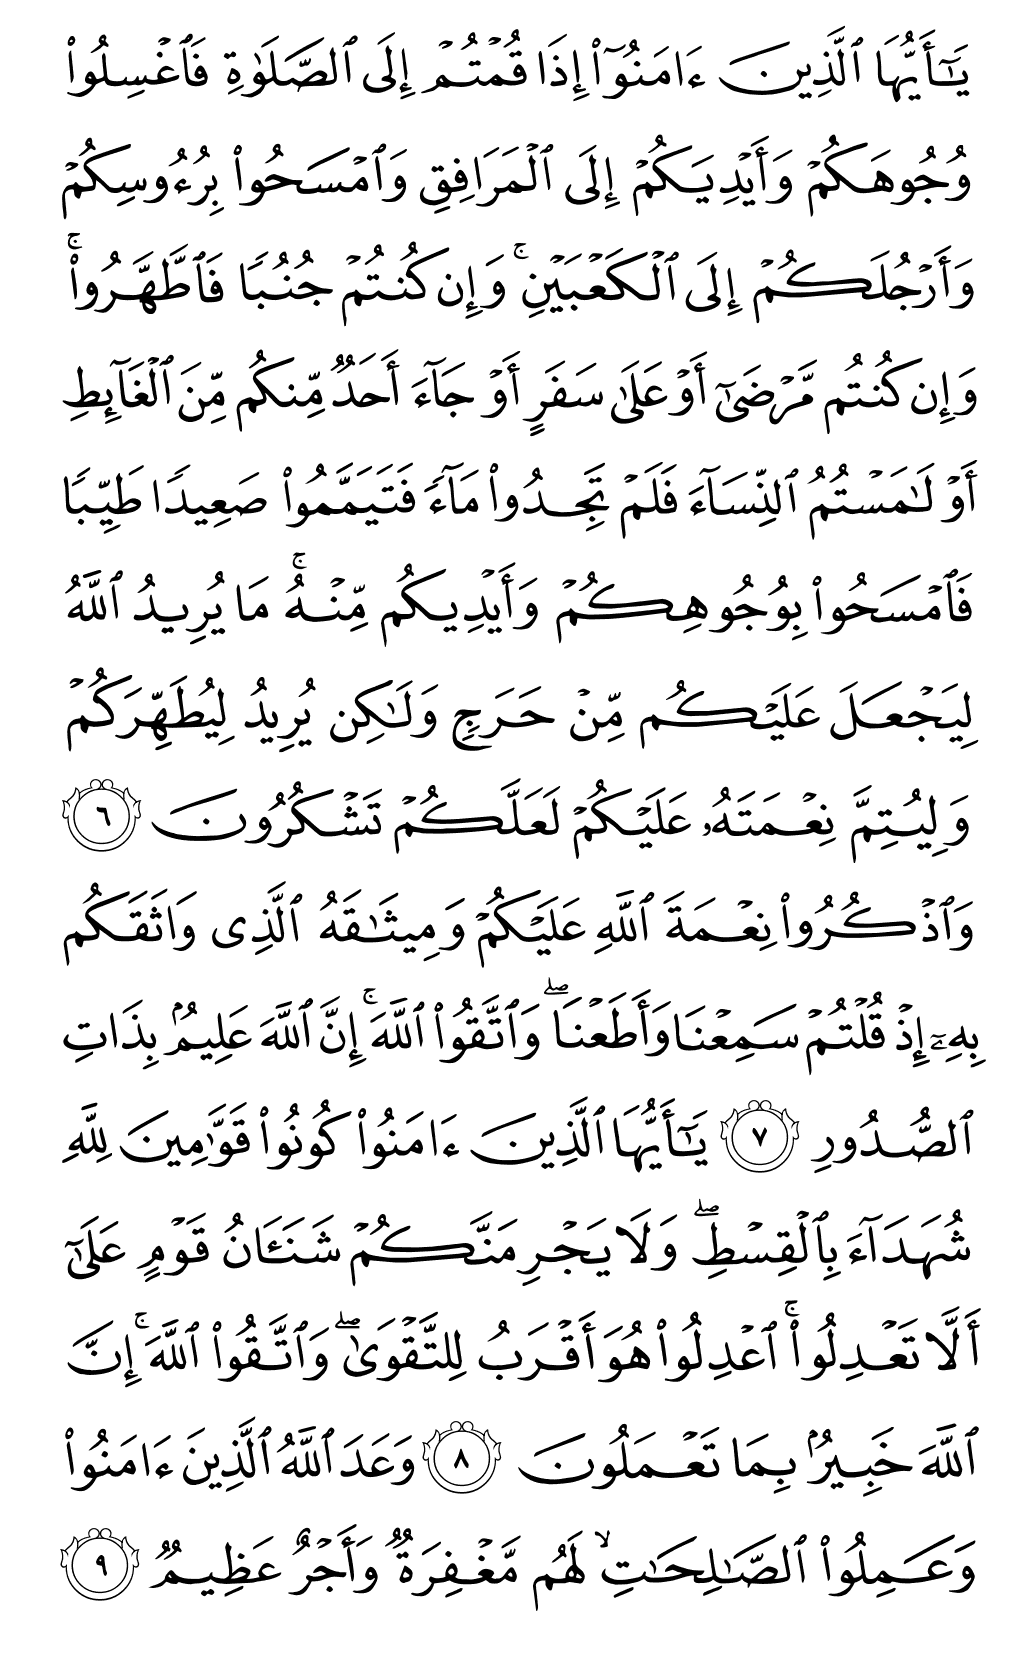 يَـٰٓأَيُّهَا ٱلَّذِينَ ءَامَنُوٓا۟ إِذَا قُمْتُمْ إِلَى ٱلصَّلَوٰةِ فَٱغْسِلُوا۟
وُجُوهَكُمْ وَأَيْدِيَكُمْ إِلَى ٱلْمَرَافِقِ وَٱمْسَحُوا۟ بِرُءُوسِكُمْ
وَأَرْجُلَكُمْ إِلَى ٱلْكَعْبَيْنِ ۚ وَإِن كُنتُمْ جُنُبًا فَٱطَّهَّرُوا۟ ۚ
وَإِن كُنتُم مَّرْضَىٰٓ أَوْ عَلَىٰ سَفَرٍ أَوْ جَآءَ أَحَدٌ مِّنكُم مِّنَ ٱلْغَآئِطِ
أَوْ لَـٰمَسْتُمُ ٱلنِّسَآءَ فَلَمْ تَجِدُوا۟ مَآءً فَتَيَمَّمُوا۟ صَعِيدًا طَيِّبًا
فَٱمْسَحُوا۟ بِوُجُوهِكُمْ وَأَيْدِيكُم مِّنْهُ ۚ مَا يُرِيدُ ٱللَّهُ
لِيَجْعَلَ عَلَيْكُم مِّنْ حَرَجٍ وَلَـٰكِن يُرِيدُ لِيُطَهِّرَكُمْ
وَلِيُتِمَّ نِعْمَتَهُۥ عَلَيْكُمْ لَعَلَّكُمْ تَشْكُرُونَ ٦
وَٱذْكُرُوا۟ نِعْمَةَ ٱللَّهِ عَلَيْكُمْ وَمِيثَـٰقَهُ ٱلَّذِى وَاثَقَكُم
بِهِۦٓ إِذْ قُلْتُمْ سَمِعْنَا وَأَطَعْنَا ۖ وَٱتَّقُوا۟ ٱللَّهَ ۚ إِنَّ ٱللَّهَ عَلِيمٌۢ بِذَاتِ
ٱلصُّدُورِ ٧ يَـٰٓأَيُّهَا ٱلَّذِينَ ءَامَنُوا۟ كُونُوا۟ قَوَّٰمِينَ لِلَّهِ
شُهَدَآءَ بِٱلْقِسْطِ ۖ وَلَا يَجْرِمَنَّكُمْ شَنَـَٔانُ قَوْمٍ عَلَىٰٓ
أَلَّا تَعْدِلُوا۟ ۚ ٱعْدِلُوا۟ هُوَ أَقْرَبُ لِلتَّقْوَىٰ ۖ وَٱتَّقُوا۟ ٱللَّهَ ۚ إِنَّ
ٱللَّهَ خَبِيرٌۢ بِمَا تَعْمَلُونَ ٨ وَعَدَ ٱللَّهُ ٱلَّذِينَ ءَامَنُوا۟
وَعَمِلُوا۟ ٱلصَّـٰلِحَـٰتِ ۙ لَهُم مَّغْفِرَةٌ وَأَجْرٌ عَظِيمٌ ٩